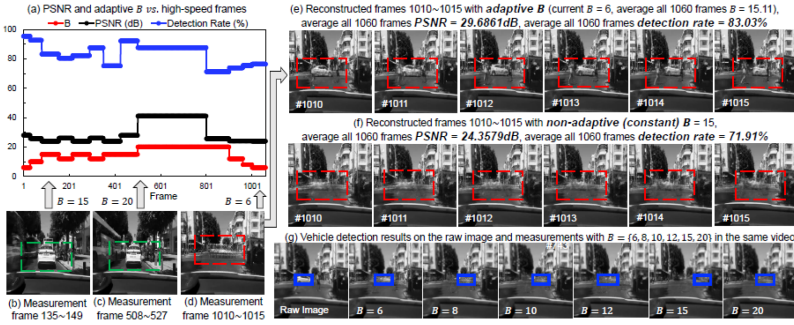 (a) PSNR and adaptive B vs. high-speed frames
B PSNR (dB) Detection Rate (%)
100
80
60
40
20
0
1 201 401 601 801 1001
Frame
B = 15 B = 20 B = 6
(b) Measurement frame 135~149
(c) Measurement frame 508~527
(d) Measurement frame 1010~1015
(e) Reconstructed frames 1010~1015 with adaptive B (current B = 6, average all 1060 frames B = 15.11),
average all 1060 frames PSNR = 29.6861dB, average all 1060 frames detection rate = 83.03%
#1010 #1011 #1012 #1013 #1014 #1015
(f) Reconstructed frames 1010~1015 with non-adaptive (constant) B = 15,
average all 1060 frames PSNR = 24.3579dB, average all 1060 frames detection rate = 71.91%
#1010 #1011 #1012 #1013 #1014 #1015
(g) Vehicle detection results on the raw image and measurements with B = {6,8,10,12,15,20} in the same video
Raw Image B = 6 B = 8 B = 10 B = 12 B = 15 B = 20